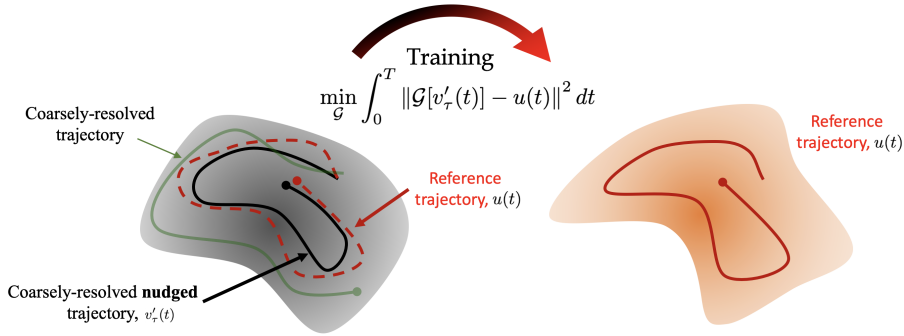 Training
min_𝒢 ∫_0^T ‖𝒢[v′_τ(t)] − u(t)‖² dt
Coarsely-resolved
trajectory
Reference
trajectory, u(t)
Coarsely-resolved nudged
trajectory, v′_τ(t)
Reference
trajectory, u(t)